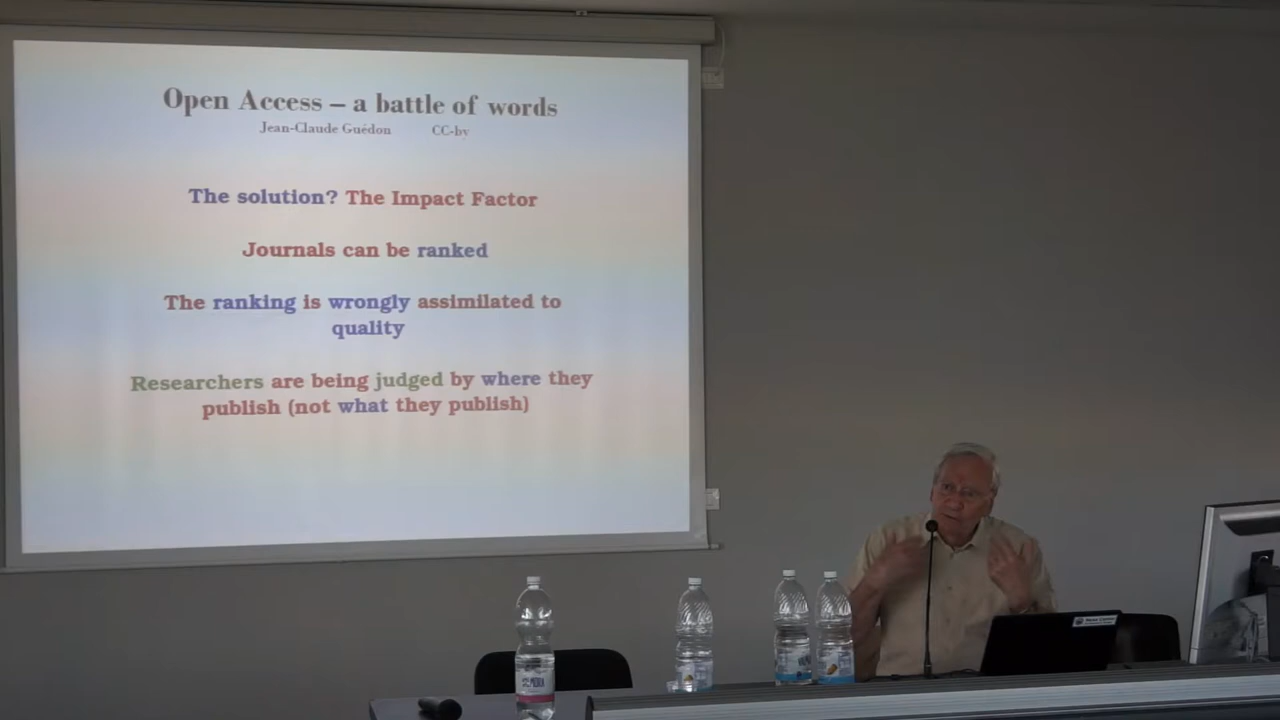 Open Access – a battle of words
Jean-Claude Guédon CC-by
The solution? The Impact Factor
Journals can be ranked
The ranking is wrongly assimilated to
quality
Researchers are being judged by where they
publish (not what they publish)